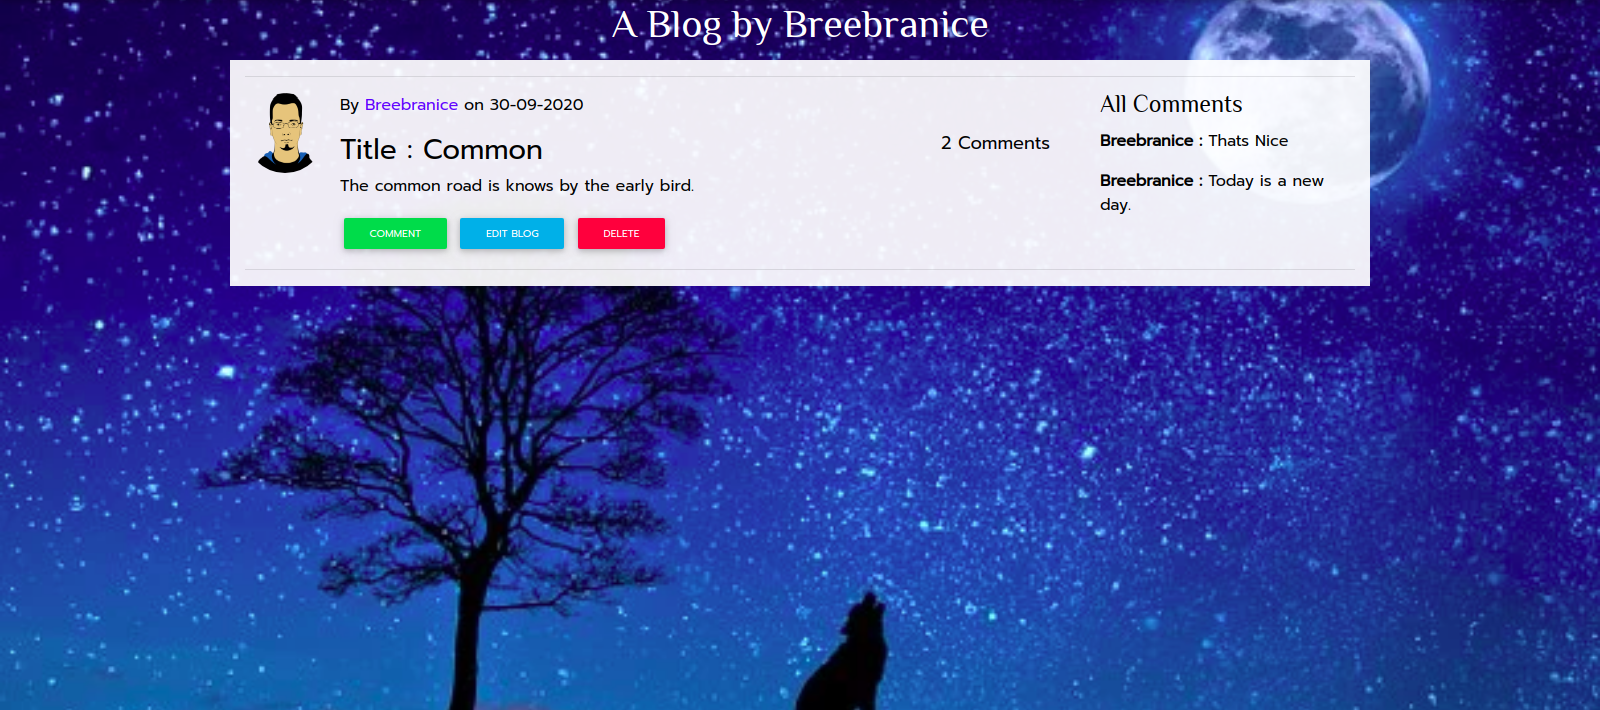 A Blog by Breebranice
By Breebranice on 30-09-2020
Title : Common
The common road is knows by the early bird.
COMMENT
EDIT BLOG
DELETE
2 Comments
All Comments
Breebranice : Thats Nice
Breebranice : Today is a new
day.